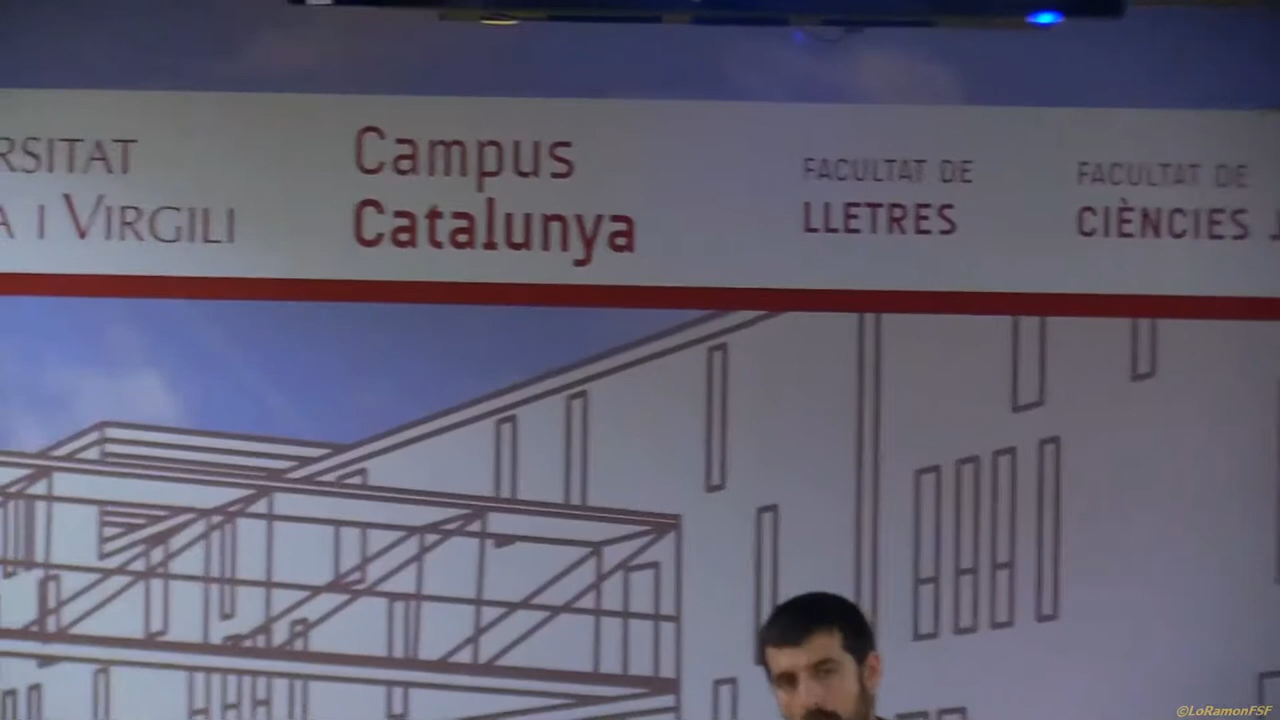 RSITAT
A I VIRGILI
Campus
Catalunya
FACULTAT DE
LLETRES
FACULTAT DE
CIÈNCIES J
©LoRamonFSF